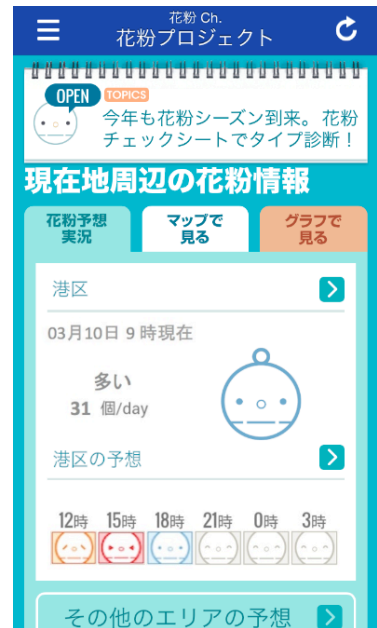 花粉 Ch.
花粉プロジェクト
OPEN
TOPICS
今年も花粉シーズン到来。花粉
チェックシートでタイプ診断！
現在地周辺の花粉情報
花粉予想
実況
マップで
見る
グラフで
見る
港区
03月10日 9 時現在
多い
31 個/day
港区の予想
12時 15時 18時 21時 0時 3時
その他のエリアの予想